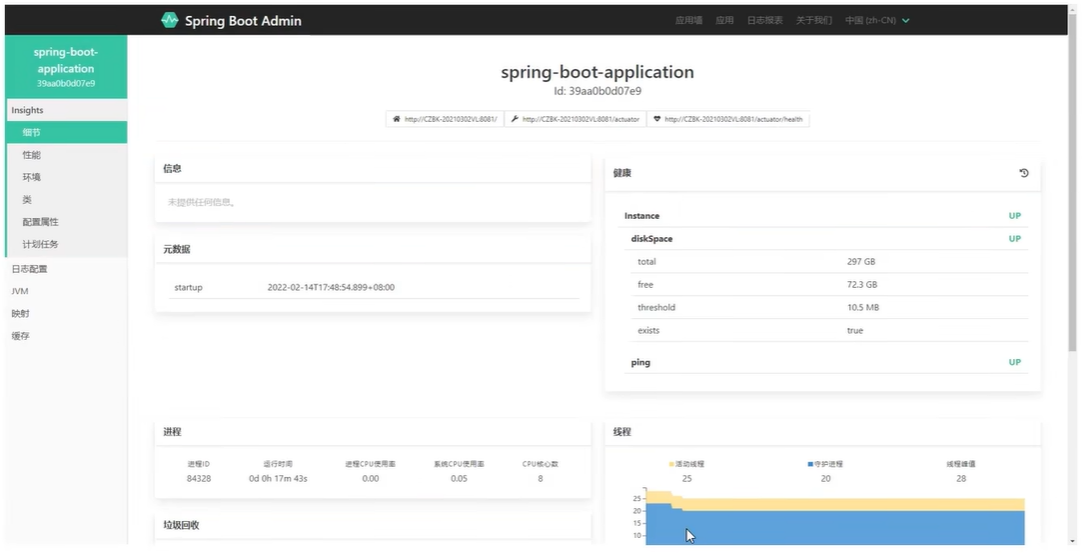 Spring Boot Admin
应用墙 应用 日志报表 关于我们 中国 (zh-CN)
spring-boot-
application
39aa0b0d07e9
Insights
细节
性能
环境
类
配置属性
计划任务
日志配置
JVM
映射
缓存
spring-boot-application
Id: 39aa0b0d07e9
http://CZBK-20210302VL:8081/ http://CZBK-20210302VL:8081/actuator http://CZBK-20210302VL:8081/actuator/health
信息
未提供任何信息。
元数据
startup 2022-02-14T17:48:54.899+08:00
健康
Instance UP
diskSpace UP
total 297 GB
free 72.3 GB
threshold 10.5 MB
exists true
ping UP
进程
进程ID 运行时间 进程CPU使用率 系统CPU使用率 CPU核心数
84328 0d 0h 17m 43s 0.00 0.05 8
垃圾回收
线程
活动线程 守护进程 线程峰值
25 20 28
25
20
15
10